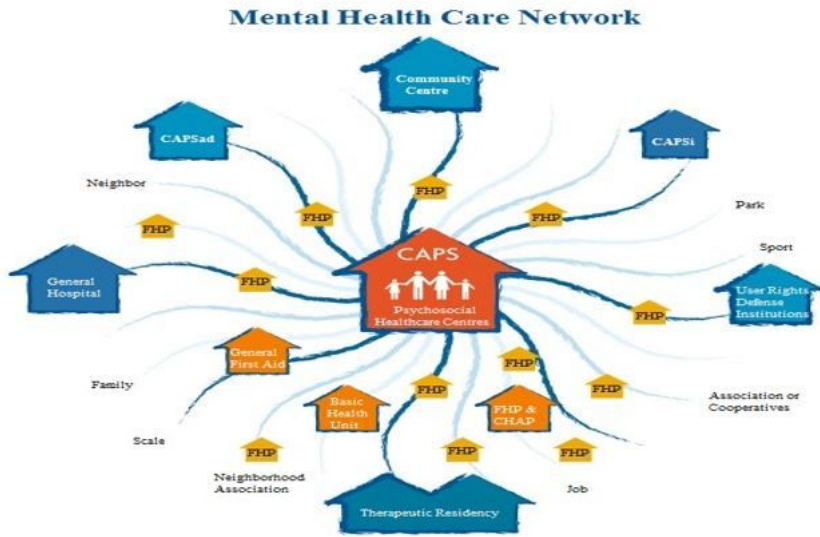 Mental Health Care Network
Community
Centre
CAPSad
CAPSi
Neighbor
FHP
FHP
FHP
FHP
Park
Sport
General
Hospital
FHP
CAPS
Psychosocial
Healthcare Centres
User Rights
Defense
Institutions
FHP
General
First Aid
FHP
Family
FHP
FHP
Basic
Health
Unit
FHP &
CHAP
Association or
Cooperatives
Scale
FHP
FHP
FHP
Neighborhood
Association
Job
Therapeutic Residency